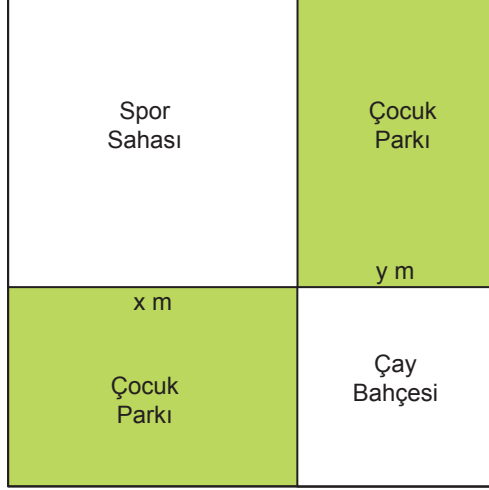 Spor
Sahası
Çocuk
Parkı
y m
x m
Çocuk
Parkı
Çay
Bahçesi